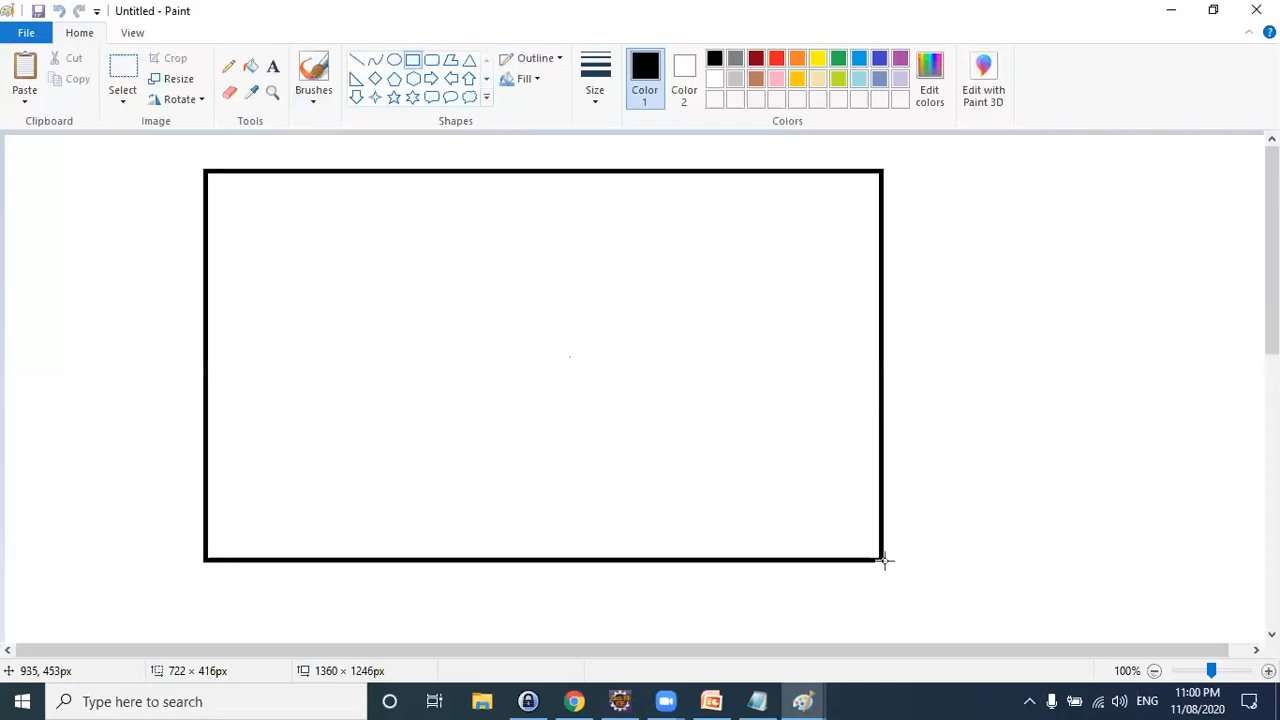 Untitled - Paint
File
Home
View
Paste
Cut
Copy
Clipboard
Select
Crop
Resize
Rotate
Image
Tools
Brushes
Shapes
Outline
Fill
Size
Color
1
Color
2
Edit
colors
Edit with
Paint 3D
Colors
935, 453px
722 × 416px
1360 × 1246px
100%
Type here to search
ENG
11:00 PM
11/08/2020